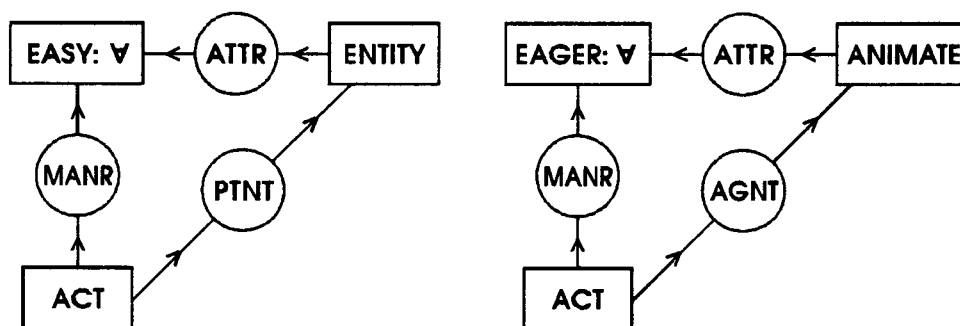 EASY: ∀ ATTR ENTITY EAGER: ∀ ATTR ANIMATE
MANR PTNT MANR AGNT
ACT ACT